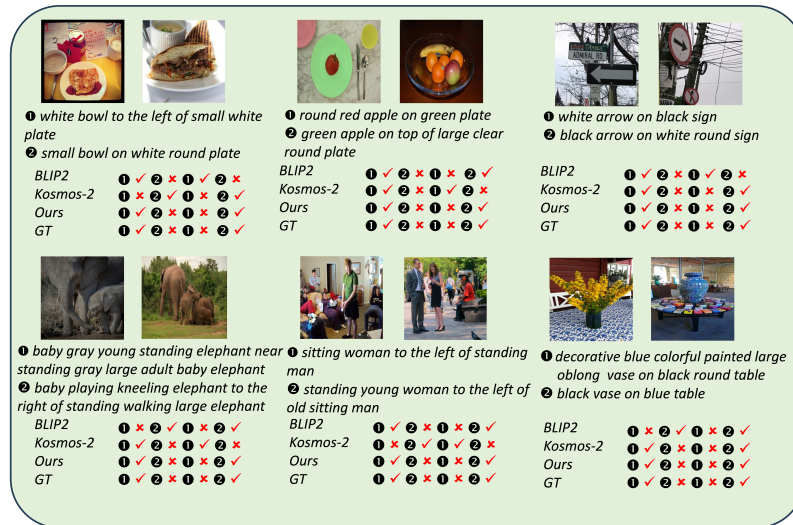 ❶ white bowl to the left of small white
plate
❷ small bowl on white round plate
BLIP2 ❶ ✓ ❷ ✘ ❶ ✓ ❷ ✘
Kosmos-2 ❶ ✘ ❷ ✓ ❶ ✘ ❷ ✓
Ours ❶ ✓ ❷ ✘ ❶ ✘ ❷ ✓
GT ❶ ✓ ❷ ✘ ❶ ✘ ❷ ✓
❶ round red apple on green plate
❷ green apple on top of large clear
round plate
BLIP2 ❶ ✓ ❷ ✘ ❶ ✘ ❷ ✓
Kosmos-2 ❶ ✓ ❷ ✘ ❶ ✓ ❷ ✘
Ours ❶ ✓ ❷ ✘ ❶ ✘ ❷ ✓
GT ❶ ✓ ❷ ✘ ❶ ✘ ❷ ✓
ADMIRAL RD
❶ white arrow on black sign
❷ black arrow on white round sign
BLIP2 ❶ ✓ ❷ ✘ ❶ ✓ ❷ ✘
Kosmos-2 ❶ ✓ ❷ ✘ ❶ ✘ ❷ ✓
Ours ❶ ✓ ❷ ✘ ❶ ✘ ❷ ✓
GT ❶ ✓ ❷ ✘ ❶ ✘ ❷ ✓
❶ baby gray young standing elephant near
standing gray large adult baby elephant
❷ baby playing kneeling elephant to the
right of standing walking large elephant
BLIP2 ❶ ✘ ❷ ✓ ❶ ✘ ❷ ✓
Kosmos-2 ❶ ✓ ❷ ✘ ❶ ✓ ❷ ✘
Ours ❶ ✓ ❷ ✘ ❶ ✘ ❷ ✓
GT ❶ ✓ ❷ ✘ ❶ ✘ ❷ ✓
❶ sitting woman to the left of standing
man
❷ standing young woman to the left of
old sitting man
BLIP2 ❶ ✓ ❷ ✘ ❶ ✘ ❷ ✓
Kosmos-2 ❶ ✘ ❷ ✓ ❶ ✓ ❷ ✘
Ours ❶ ✓ ❷ ✘ ❶ ✘ ❷ ✓
GT ❶ ✓ ❷ ✘ ❶ ✘ ❷ ✓
❶ decorative blue colorful painted large
oblong vase on black round table
❷ black vase on blue table
BLIP2 ❶ ✘ ❷ ✓ ❶ ✘ ❷ ✓
Kosmos-2 ❶ ✓ ❷ ✘ ❶ ✘ ❷ ✓
Ours ❶ ✓ ❷ ✘ ❶ ✘ ❷ ✓
GT ❶ ✓ ❷ ✘ ❶ ✘ ❷ ✓